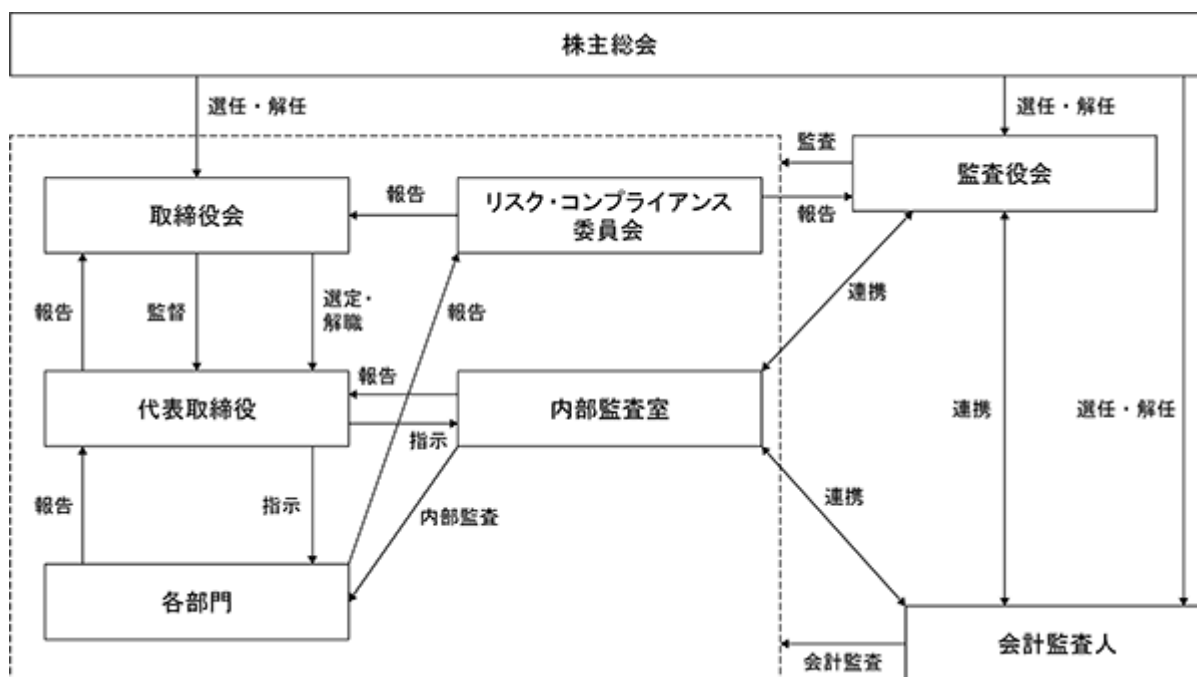 株主総会
選任・解任
選任・解任
監査
監査役会
取締役会
報告
リスク・コンプライアンス
委員会
報告
報告
監督
選定・
解職
報告
連携
代表取締役
報告
指示
内部監査室
連携
選任・解任
報告
指示
内部監査
連携
各部門
会計監査
会計監査人